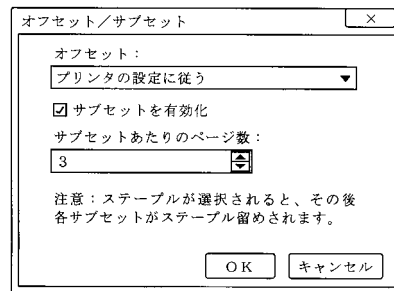 オフセット／サブセット ×
オフセット：
プリンタの設定に従う ▼
☑ サブセットを有効化
サブセットあたりのページ数：
3
注意：ステープルが選択されると、その後
各サブセットがステープル留めされます。
OK キャンセル